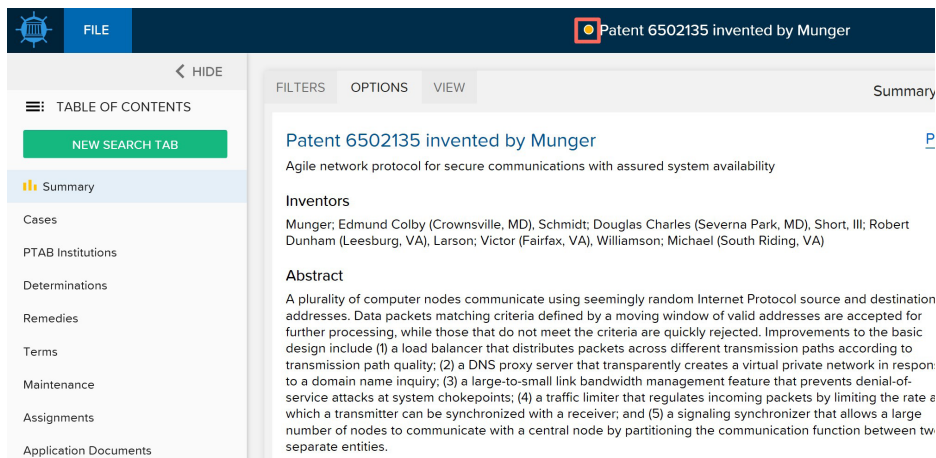 FILE
Patent 6502135 invented by Munger
HIDE
TABLE OF CONTENTS
NEW SEARCH TAB
Summary
Cases
PTAB Institutions
Determinations
Remedies
Terms
Maintenance
Assignments
Application Documents
FILTERS OPTIONS VIEW
Summary
Patent 6502135 invented by Munger
P
Agile network protocol for secure communications with assured system availability
Inventors
Munger; Edmund Colby (Crownsville, MD), Schmidt; Douglas Charles (Severna Park, MD), Short, III; Robert
Dunham (Leesburg, VA), Larson; Victor (Fairfax, VA), Williamson; Michael (South Riding, VA)
Abstract
A plurality of computer nodes communicate using seemingly random Internet Protocol source and destination
addresses. Data packets matching criteria defined by a moving window of valid addresses are accepted for
further processing, while those that do not meet the criteria are quickly rejected. Improvements to the basic
design include (1) a load balancer that distributes packets across different transmission paths according to
transmission path quality; (2) a DNS proxy server that transparently creates a virtual private network in respon
to a domain name inquiry; (3) a large-to-small link bandwidth management feature that prevents denial-of-
service attacks at system chokepoints; (4) a traffic limiter that regulates incoming packets by limiting the rate a
which a transmitter can be synchronized with a receiver; and (5) a signaling synchronizer that allows a large
number of nodes to communicate with a central node by partitioning the communication function between tw
separate entities.